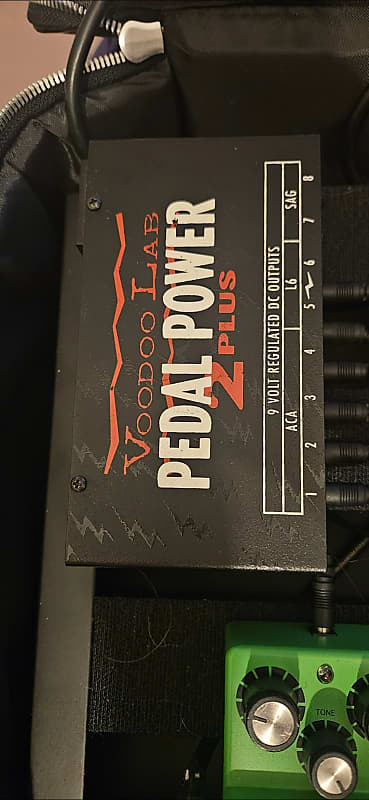 VOODOO LAB
PEDAL POWER
2 PLUS
9 VOLT REGULATED DC OUTPUTS
ACA L6 SAG
1 2 3 4 5 6 7 8
TONE